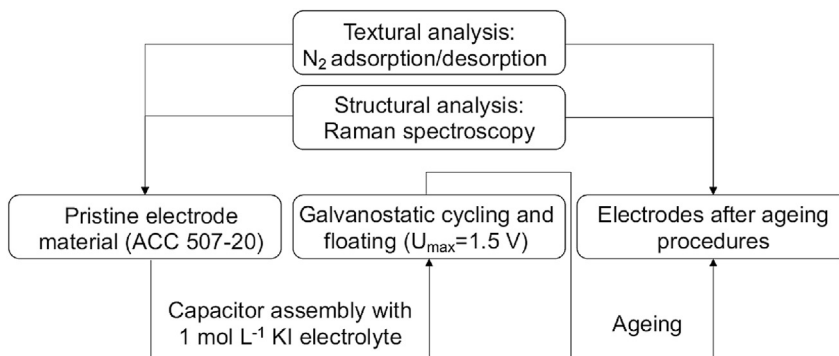 Textural analysis:
N₂ adsorption/desorption
Structural analysis:
Raman spectroscopy
Pristine electrode
material (ACC 507-20)
Galvanostatic cycling and
floating (Uₘₐₓ=1.5 V)
Electrodes after ageing
procedures
Capacitor assembly with
1 mol L⁻¹ KI electrolyte
Ageing